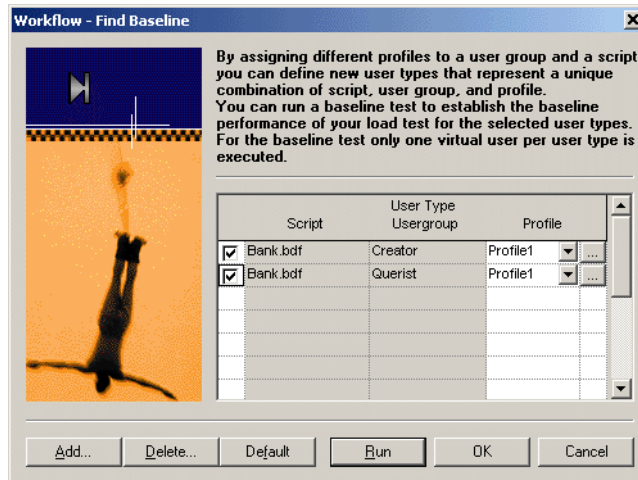 Workflow - Find Baseline
By assigning different profiles to a user group and a script
you can define new user types that represent a unique
combination of script, user group, and profile.
You can run a baseline test to establish the baseline
performance of your load test for the selected user types.
For the baseline test only one virtual user per user type is
executed.
User Type
Script Usergroup Profile
Bank.bdf Creator Profile1 ...
Bank.bdf Querist Profile1 ...
Add... Delete... Default Run OK Cancel